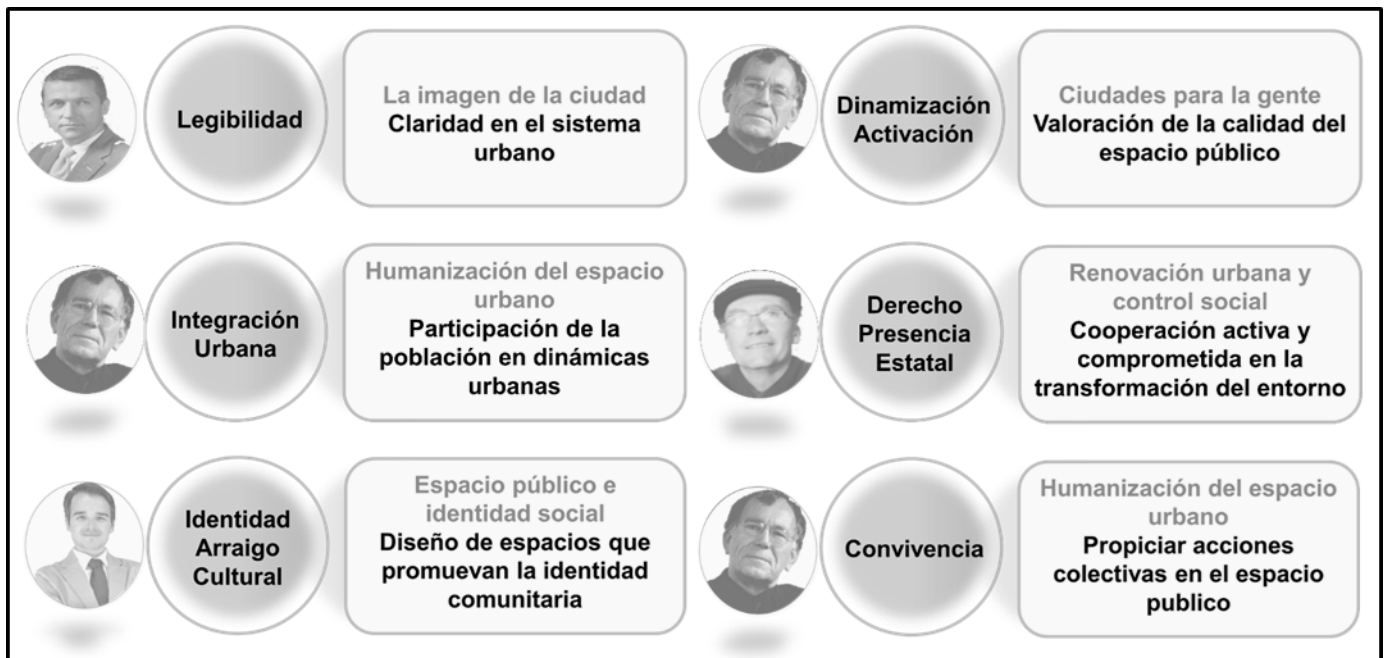 Legibilidad
La imagen de la ciudad
Claridad en el sistema
urbano
Dinamización
Activación
Ciudades para la gente
Valoración de la calidad del
espacio público
Integración
Urbana
Humanización del espacio
urbano
Participación de la
población en dinámicas
urbanas
Derecho
Presencia
Estatal
Renovación urbana y
control social
Cooperación activa y
comprometida en la
transformación del entorno
Identidad
Arraigo
Cultural
Espacio público e
identidad social
Diseño de espacios que
promuevan la identidad
comunitaria
Convivencia
Humanización del espacio
urbano
Propiciar acciones
colectivas en el espacio
publico